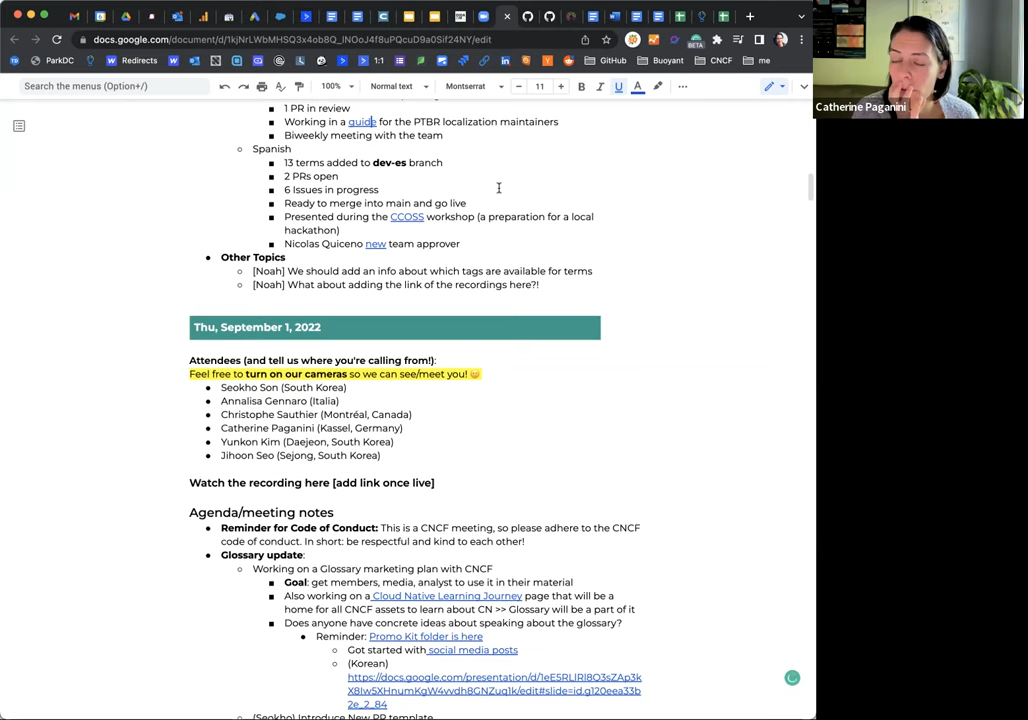 docs.google.com/document/d/1kjNrLWbMHSQ3x4ob8Q_lNOoJ4f8uPQcuD9a0Sif24NY/edit
BETA
ParkDC
Redirects
1:1
GitHub
Buoyant
CNCF
me
Search the menus (Option+/)
100%
Normal text
Montserrat
11
Catherine Paganini
1 PR in review
Working in a guide for the PTBR localization maintainers
Biweekly meeting with the team
Spanish
13 terms added to dev-es branch
2 PRs open
6 Issues in progress
Ready to merge into main and go live
Presented during the CCOSS workshop (a preparation for a local
hackathon)
Nicolas Quiceno new team approver
Other Topics
[Noah] We should add an info about which tags are available for terms
[Noah] What about adding the link of the recordings here?!
Thu, September 1, 2022
Attendees (and tell us where you're calling from!):
Feel free to turn on our cameras so we can see/meet you! 😀
Seokho Son (South Korea)
Annalisa Gennaro (Italia)
Christophe Sauthier (Montréal, Canada)
Catherine Paganini (Kassel, Germany)
Yunkon Kim (Daejeon, South Korea)
Jihoon Seo (Sejong, South Korea)
Watch the recording here [add link once live]
Agenda/meeting notes
Reminder for Code of Conduct: This is a CNCF meeting, so please adhere to the CNCF
code of conduct. In short: be respectful and kind to each other!
Glossary update:
Working on a Glossary marketing plan with CNCF
Goal: get members, media, analyst to use it in their material
Also working on a Cloud Native Learning Journey page that will be a
home for all CNCF assets to learn about CN >> Glossary will be a part of it
Does anyone have concrete ideas about speaking about the glossary?
Reminder: Promo Kit folder is here
Got started with social media posts
(Korean)
https://docs.google.com/presentation/d/1eE5RLlRl8O3sZAp3k
X8Iw5XHnumKgW4vvdh8GNZuq1k/edit#slide=id.g120eea33b
2e_2_84
(Seokho) Introduce New PR template